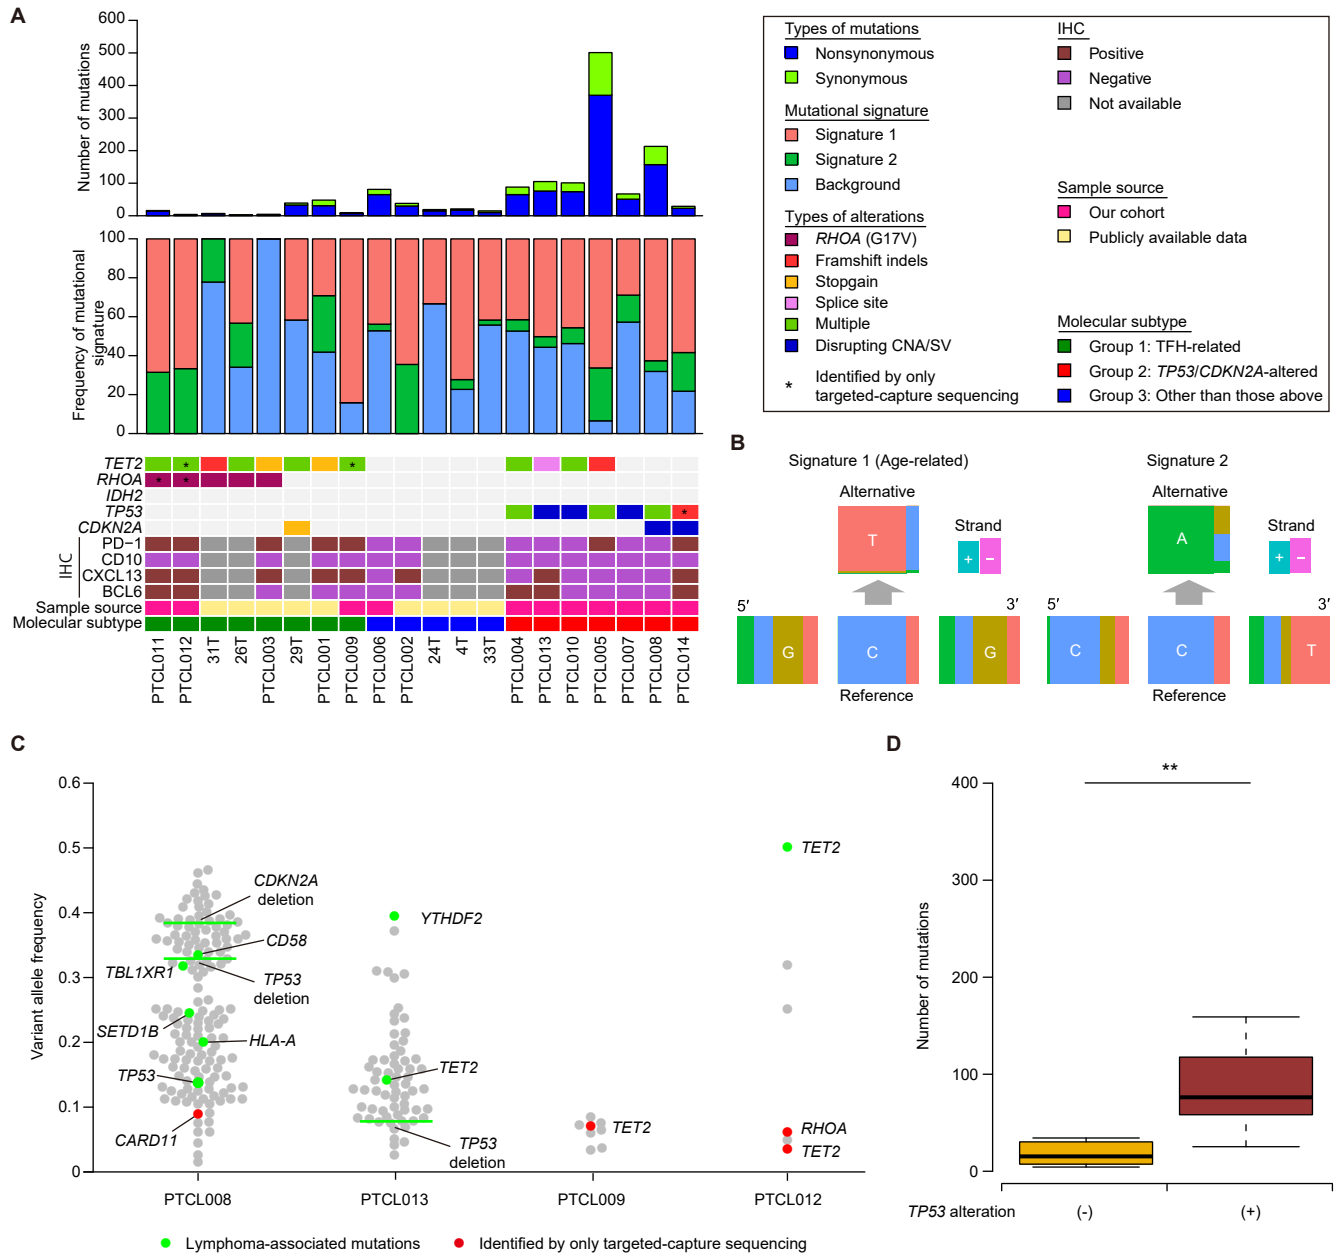 A
600
500
400
300
200
100
0
Number of mutations
100
80
60
40
20
0
Frequency of mutational
signature
TET2
RHOA
IDH2
TP53
CDKN2A
IHC
PD−1
CD10
CXCL13
BCL6
Sample source
Molecular subtype
* * * * *
PTCL011
PTCL012
31T
26T
PTCL003
29T
PTCL001
PTCL009
PTCL006
PTCL002
24T
4T
33T
PTCL004
PTCL013
PTCL010
PTCL005
PTCL007
PTCL008
PTCL014
Types of mutations
Nonsynonymous
Synonymous
Mutational signature
Signature 1
Signature 2
Background
Types of alterations
RHOA (G17V)
Framshift indels
Stopgain
Splice site
Multiple
Disrupting CNA/SV
* Identified by only
targeted-capture sequencing
IHC
Positive
Negative
Not available
Sample source
Our cohort
Publicly available data
Molecular subtype
Group 1: TFH-related
Group 2: TP53/CDKN2A-altered
Group 3: Other than those above
B
Signature 1 (Age-related)
Alternative
T
Strand
+ −
5′ 3′
G C G
Reference
Signature 2
Alternative
A
Strand
+ −
5′ 3′
C C T
Reference
C
Variant allele frequency
0.6
0.5
0.4
0.3
0.2
0.1
0
CDKN2A
deletion
CD58
TBL1XR1
TP53
deletion
SETD1B
HLA-A
TP53
CARD11
YTHDF2
TET2
TP53
deletion
TET2
TET2
RHOA
TET2
PTCL008
PTCL013
PTCL009
PTCL012
Lymphoma-associated mutations
Identified by only targeted-capture sequencing
D
**
Number of mutations
400
300
200
100
0
TP53 alteration
(-)
(+)